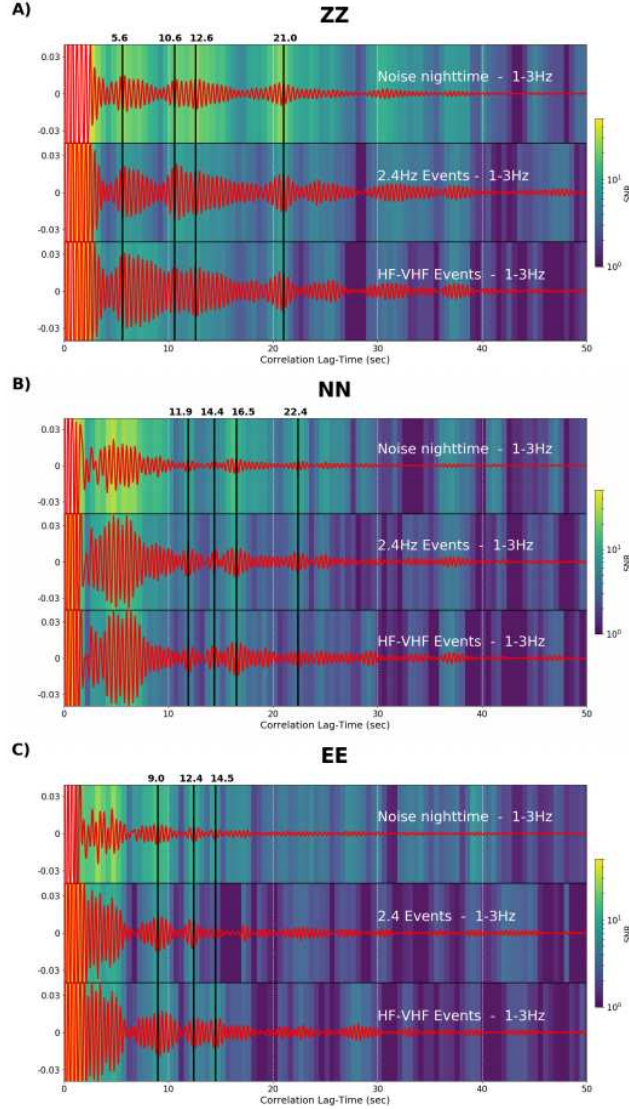 A)
ZZ
5.6 10.6 12.6 21.0
0.03
Noise nighttime - 1-3Hz
0
-0.03
0.03
2.4Hz Events - 1-3Hz
0
-0.03
0.03
HF-VHF Events - 1-3Hz
0
-0.03
0 10 20 30 40 50
Correlation Lag-Time (sec)
10¹
SNR
10⁰
B)
NN
11.9 14.4 16.5 22.4
0.03
Noise nighttime - 1-3Hz
0
-0.03
0.03
2.4Hz Events - 1-3Hz
0
-0.03
0.03
HF-VHF Events - 1-3Hz
0
-0.03
0 10 20 30 40 50
Correlation Lag-Time (sec)
10¹
SNR
10⁰
C)
EE
9.0 12.4 14.5
0.03
Noise nighttime - 1-3Hz
0
-0.03
0.03
2.4 Events - 1-3Hz
0
-0.03
0.03
HF-VHF Events - 1-3Hz
0
-0.03
0 10 20 30 40 50
Correlation Lag-Time (sec)
10¹
SNR
10⁰